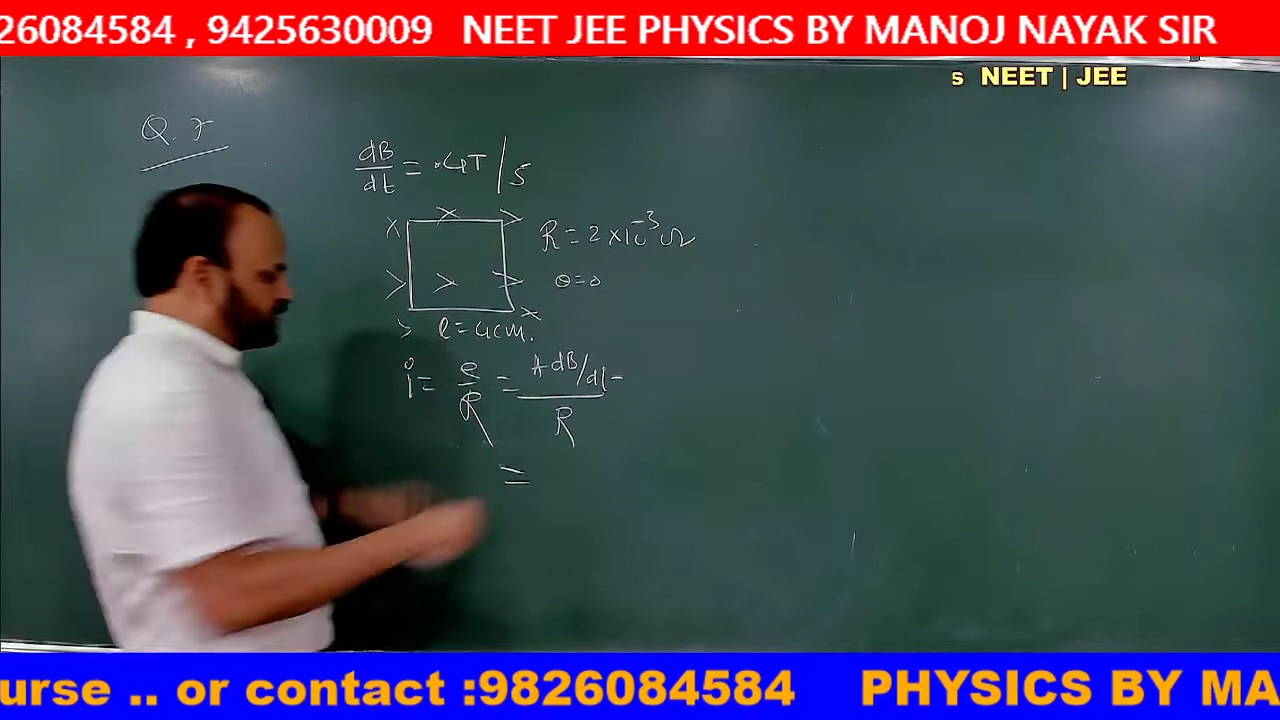 26084584 , 9425630009 NEET JEE PHYSICS BY MANOJ NAYAK SIR
s NEET | JEE
Q. 7
dB/dt = .4T/s
R = 2 × 10⁻³ Ω
θ = 0
l = 4cm.
i = e/R = A dB/dt / R
=
urse .. or contact :9826084584 PHYSICS BY MA